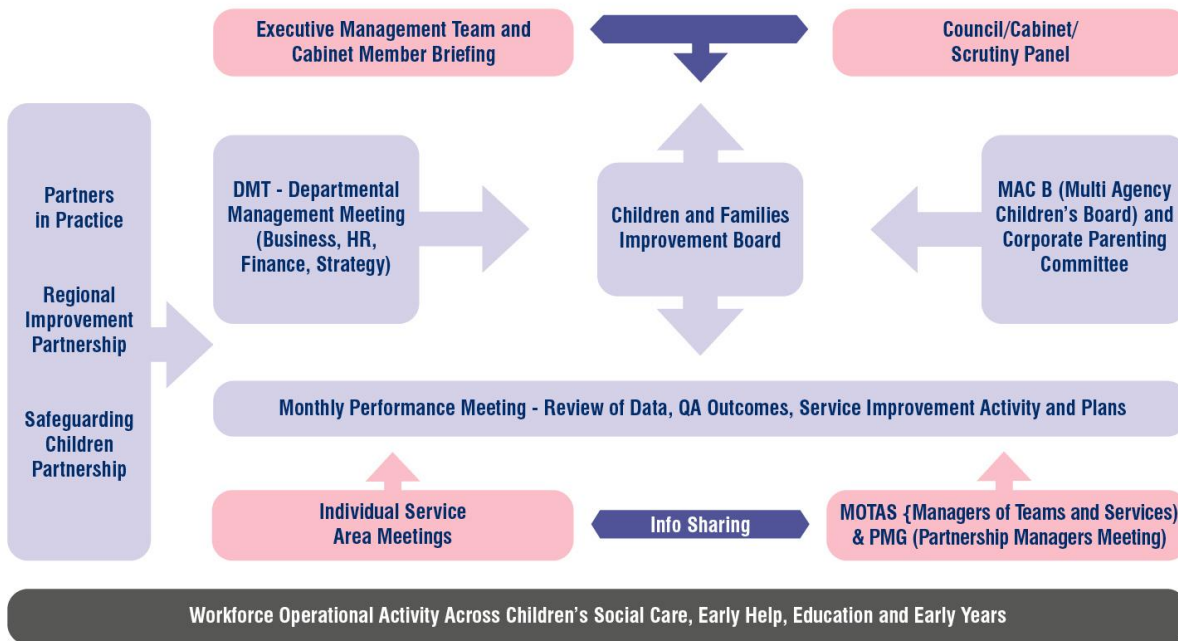 Executive Management Team and
Cabinet Member Briefing
Council/Cabinet/
Scrutiny Panel
Partners
in Practice
Regional
Improvement
Partnership
Safeguarding
Children
Partnership
DMT - Departmental
Management Meeting
(Business, HR,
Finance, Strategy)
Children and Families
Improvement Board
MAC B (Multi Agency
Children’s Board) and
Corporate Parenting
Committee
Monthly Performance Meeting - Review of Data, QA Outcomes, Service Improvement Activity and Plans
Individual Service
Area Meetings
Info Sharing
MOTAS {Managers of Teams and Services)
& PMG (Partnership Managers Meeting)
Workforce Operational Activity Across Children’s Social Care, Early Help, Education and Early Years